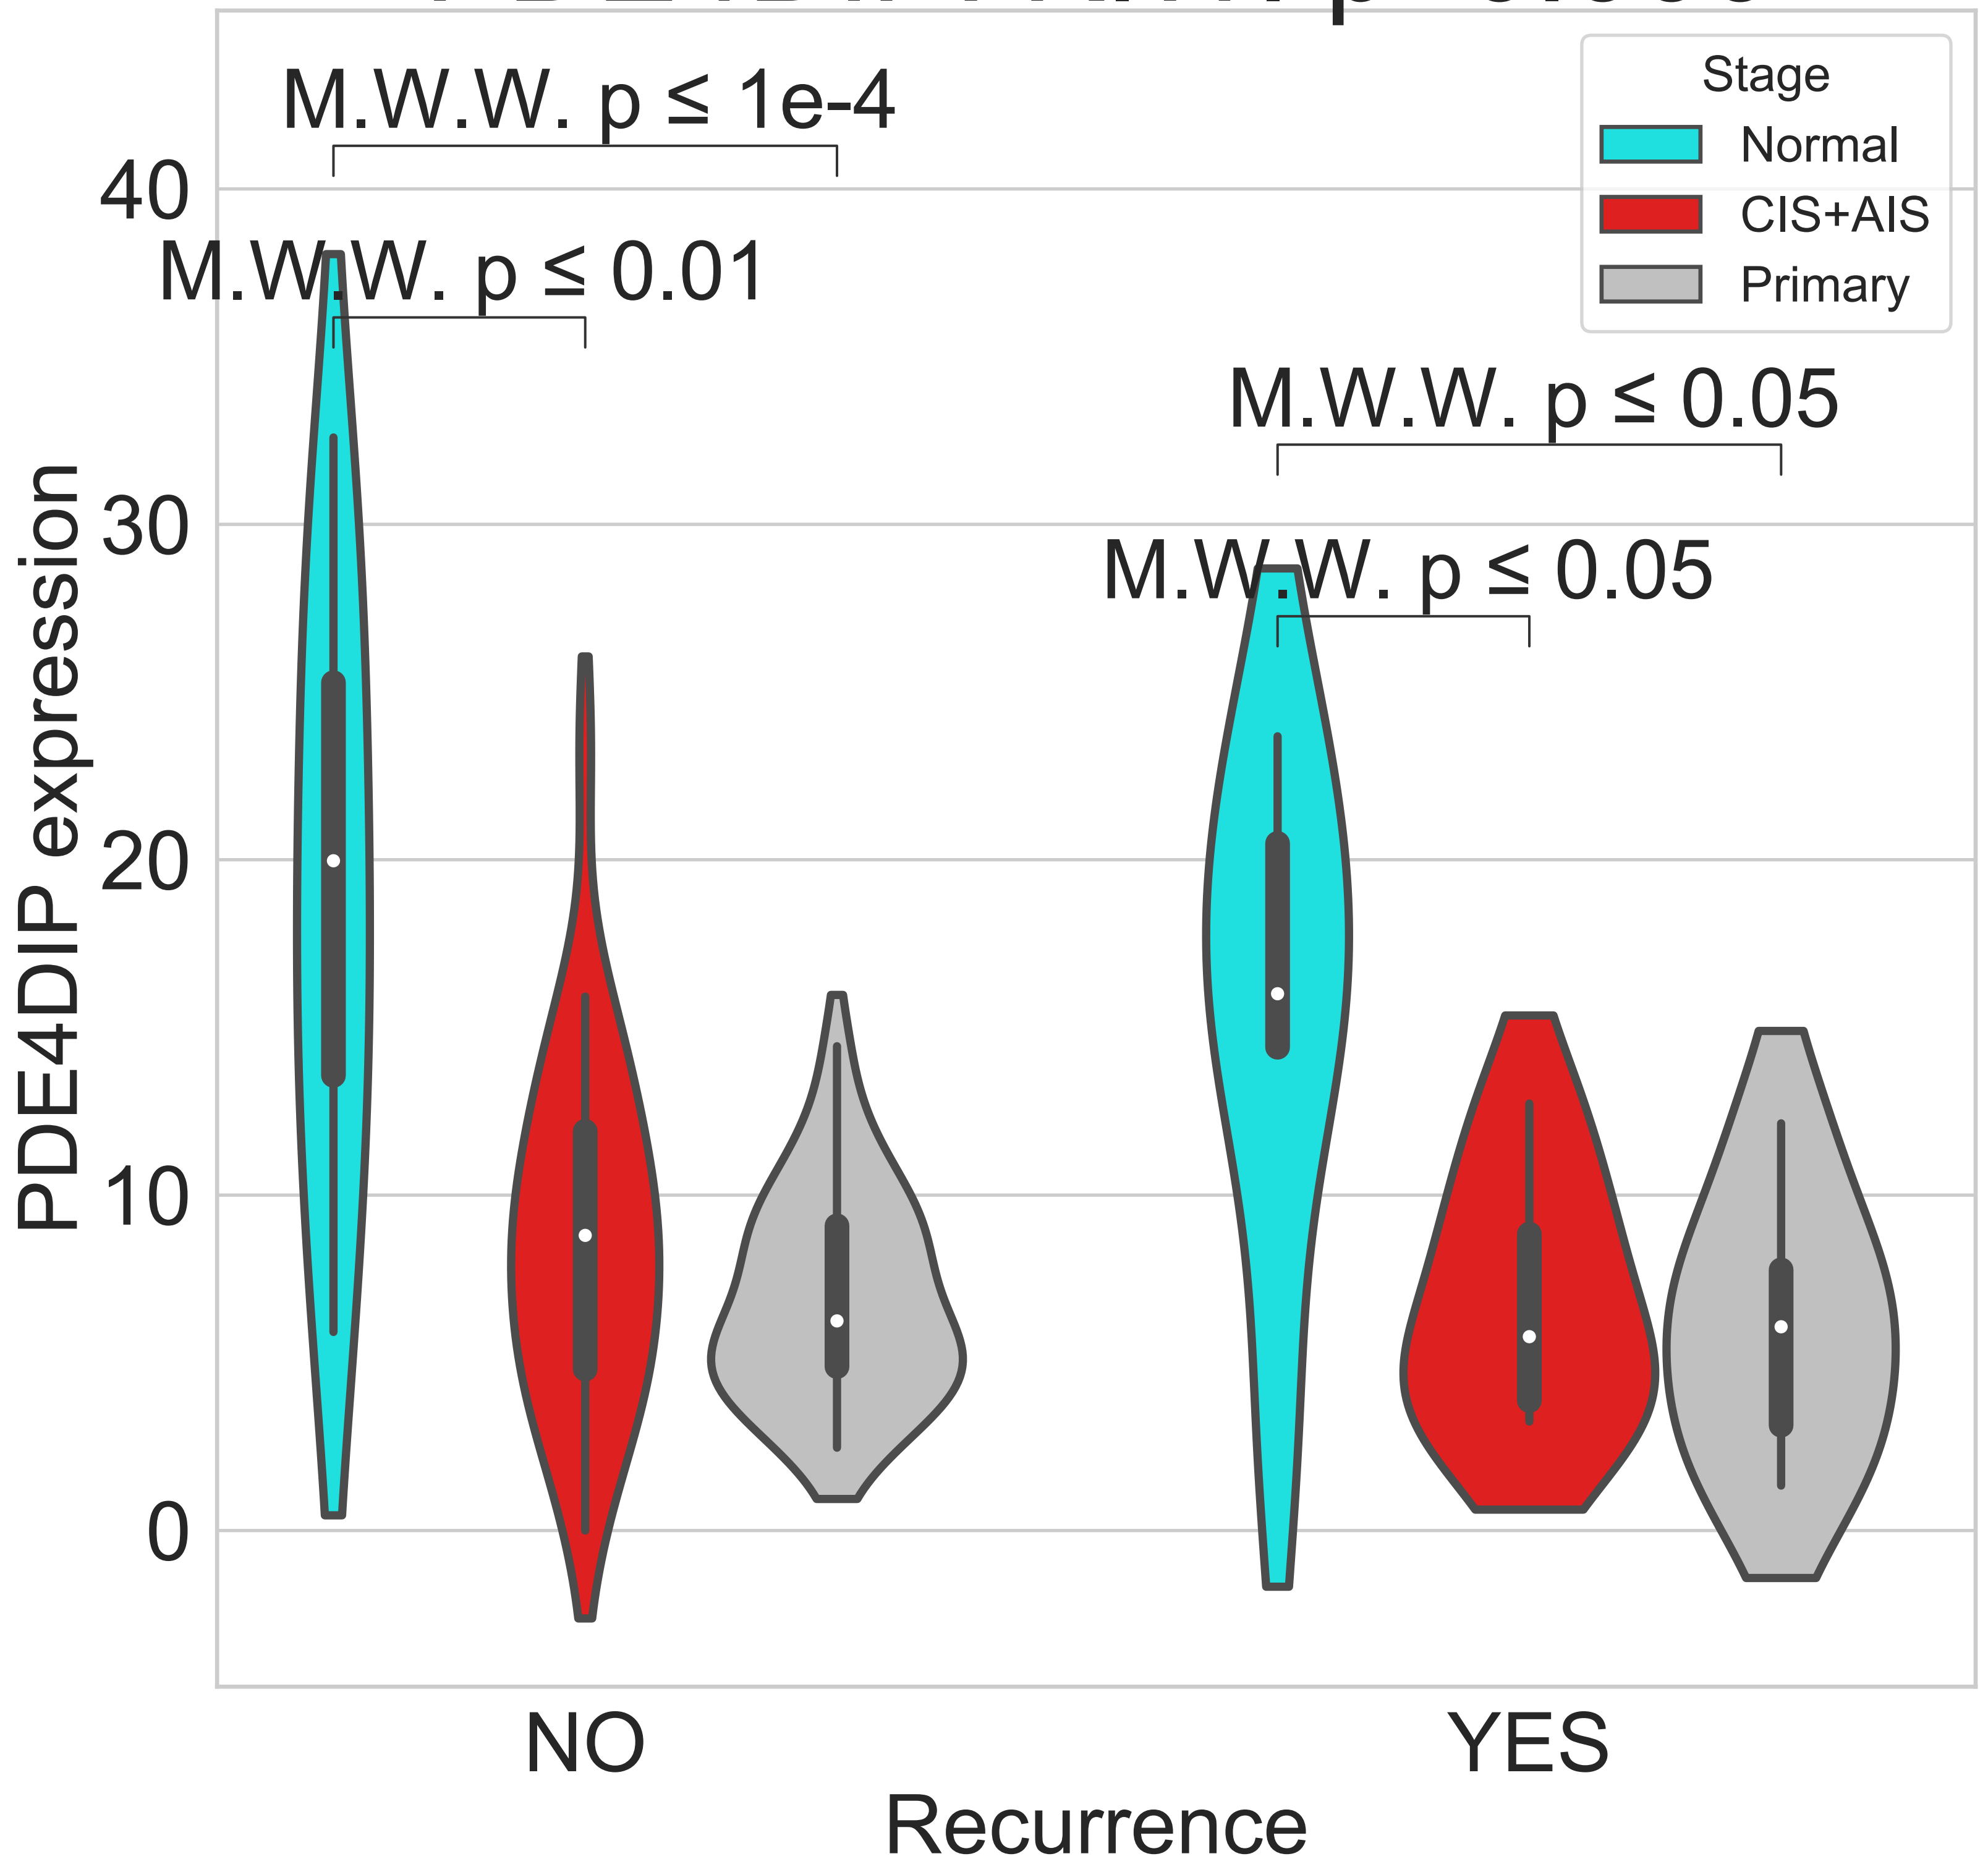 Stage
Normal
CIS+AIS
Primary
M.W.W. p ≤ 1e-4
M.W.W. p ≤ 0.01
M.W.W. p ≤ 0.05
M.W.W. p ≤ 0.05
PDE4DIP expression
40
30
20
10
0
NO
YES
Recurrence